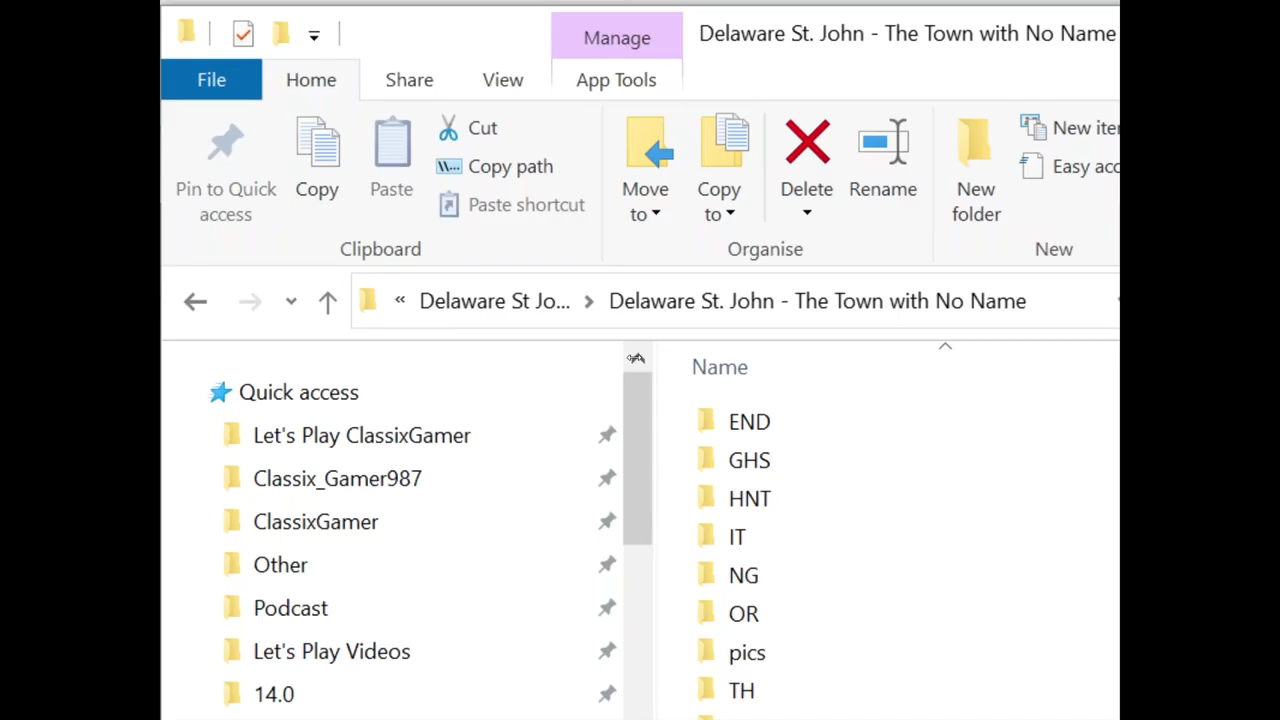 Manage
Delaware St. John - The Town with No Name
File
Home
Share
View
App Tools
Pin to Quick access
Copy
Paste
Cut
Copy path
Paste shortcut
Clipboard
Move to
Copy to
Delete
Rename
Organise
New folder
New
Easy
New
« Delaware St Jo... > Delaware St. John - The Town with No Name
Quick access
Let's Play ClassixGamer
Classix_Gamer987
ClassixGamer
Other
Podcast
Let's Play Videos
14.0
Name
END
GHS
HNT
IT
NG
OR
pics
TH